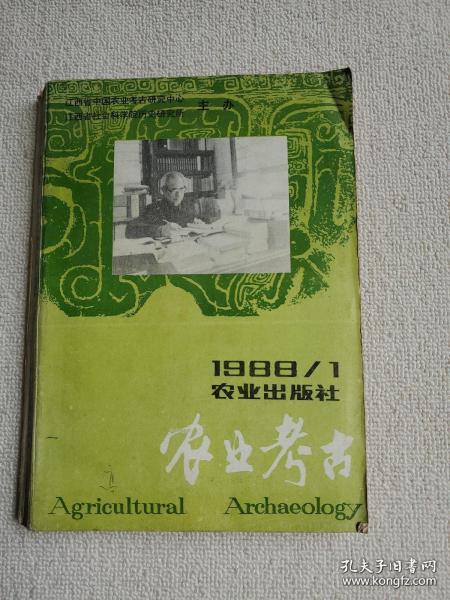 江西省中国农业考古研究中心
江西省社会科学院历史研究所
主办
1988/1
农业出版社
农业考古
Agricultural Archaeology
孔夫子旧书网
www.kongfz.com